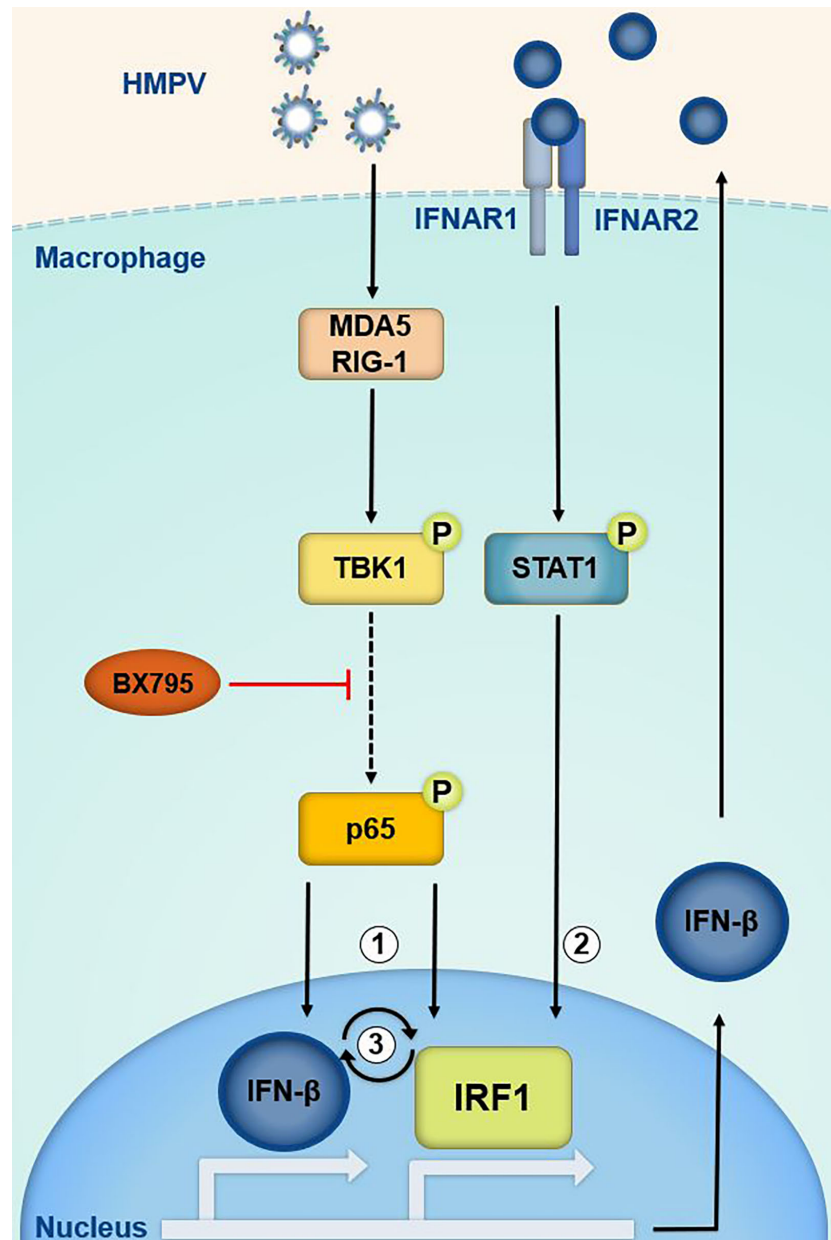 HMPV
IFNAR1
IFNAR2
Macrophage
MDA5
RIG-1
P
P
TBK1
STAT1
BX795
P
p65
IFN-β
1
2
3
IFN-β
IRF1
Nucleus